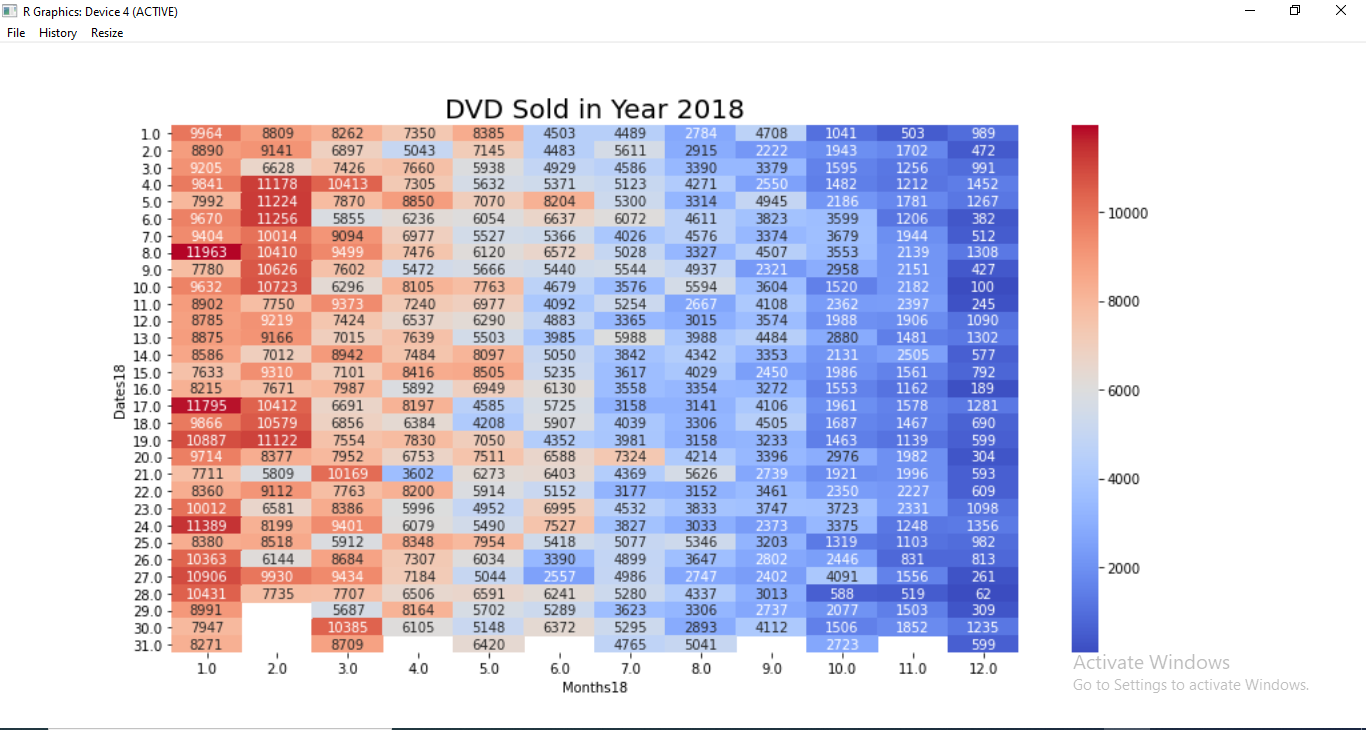 R Graphics: Device 4 (ACTIVE)
File History Resize
DVD Sold in Year 2018
1.0 9964 8809 8262 7350 8385 4503 4489 2784 4708 1041 503 989
2.0 8890 9141 6897 5043 7145 4483 5611 2915 2222 1943 1702 472
3.0 9205 6628 7426 7660 5938 4929 4586 3390 3379 1595 1256 991
4.0 9841 11178 10413 7305 5632 5371 5123 4271 2550 1482 1212 1452
5.0 7992 11224 7870 8850 7070 8204 5300 3314 4945 2186 1781 1267
6.0 9670 11256 5855 6236 6054 6637 6072 4611 3823 3599 1206 382
7.0 9404 10014 9094 6977 5527 5366 4026 4576 3374 3679 1944 512
8.0 11963 10410 9499 7476 6120 6572 5028 3327 4507 3553 2139 1308
9.0 7780 10626 7602 5472 5666 5440 5544 4937 2321 2958 2151 427
10.0 9632 10723 6296 8105 7763 4679 3576 5594 3604 1520 2182 100
11.0 8902 7750 9373 7240 6977 4092 5254 2667 4108 2362 2397 245
12.0 8785 9219 7424 6537 6290 4883 3365 3015 3574 1988 1906 1090
13.0 8875 9166 7015 7639 5503 3985 5988 3988 4484 2880 1481 1302
14.0 8586 7012 8942 7484 8097 5050 3842 4342 3353 2131 2505 577
15.0 7633 9310 7101 8416 8505 5235 3617 4029 2450 1986 1561 792
16.0 8215 7671 7987 5892 6949 6130 3558 3354 3272 1553 1162 189
17.0 11795 10412 6691 8197 4585 5725 3158 3141 4106 1961 1578 1281
18.0 9866 10579 6856 6384 4208 5907 4039 3306 4505 1687 1467 690
19.0 10887 11122 7554 7830 7050 4352 3981 3158 3233 1463 1139 599
20.0 9714 8377 7952 6753 7511 6588 7324 4214 3396 2976 1982 304
21.0 7711 5809 10169 3602 6273 6403 4369 5626 2739 1921 1996 593
22.0 8360 9112 7763 8200 5914 5152 3177 3152 3461 2350 2227 609
23.0 10012 6581 8386 5996 4952 6995 4532 3833 3747 3723 2331 1098
24.0 11389 8199 9401 6079 5490 7527 3827 3033 2373 3375 1248 1356
25.0 8380 8518 5912 8348 7954 5418 5077 5346 3203 1319 1103 982
26.0 10363 6144 8684 7307 6034 3390 4899 3647 2802 2446 831 813
27.0 10906 9930 9434 7184 5044 2557 4986 2747 2402 4091 1556 261
28.0 10431 7735 7707 6506 6591 6241 5280 4337 3013 588 519 62
29.0 8991 5687 8164 5702 5289 3623 3306 2737 2077 1503 309
30.0 7947 10385 6105 5148 6372 5295 2893 4112 1506 1852 1235
31.0 8271 8709 6420 4765 5041 2723 599
1.0 2.0 3.0 4.0 5.0 6.0 7.0 8.0 9.0 10.0 11.0 12.0
Months18
Dates18
10000
8000
6000
4000
2000
Activate Windows
Go to Settings to activate Windows.